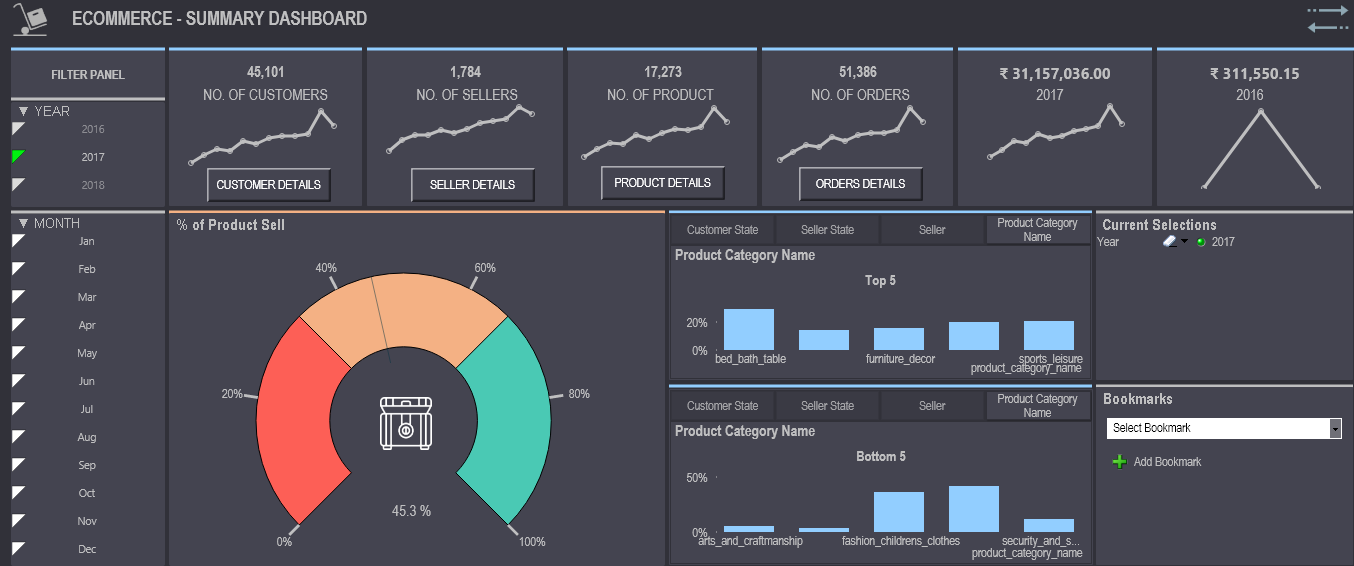 ECOMMERCE - SUMMARY DASHBOARD
FILTER PANEL
YEAR
2016
2017
2018
MONTH
Jan
Feb
Mar
Apr
May
Jun
Jul
Aug
Sep
Oct
Nov
Dec
45,101
NO. OF CUSTOMERS
CUSTOMER DETAILS
1,784
NO. OF SELLERS
SELLER DETAILS
17,273
NO. OF PRODUCT
PRODUCT DETAILS
51,386
NO. OF ORDERS
ORDERS DETAILS
₹ 31,157,036.00
2017
₹ 311,550.15
2016
% of Product Sell
0%
20%
40%
60%
80%
100%
45.3 %
Customer State
Seller State
Seller
Product Category
Name
Product Category Name
Top 5
20%
0%
bed_bath_table
furniture_decor
sports_leisure
product_category_name
Customer State
Seller State
Seller
Product Category
Name
Product Category Name
Bottom 5
50%
0%
arts_and_craftmanship
fashion_childrens_clothes
security_and_s...
product_category_name
Current Selections
Year
2017
Bookmarks
Select Bookmark
Add Bookmark